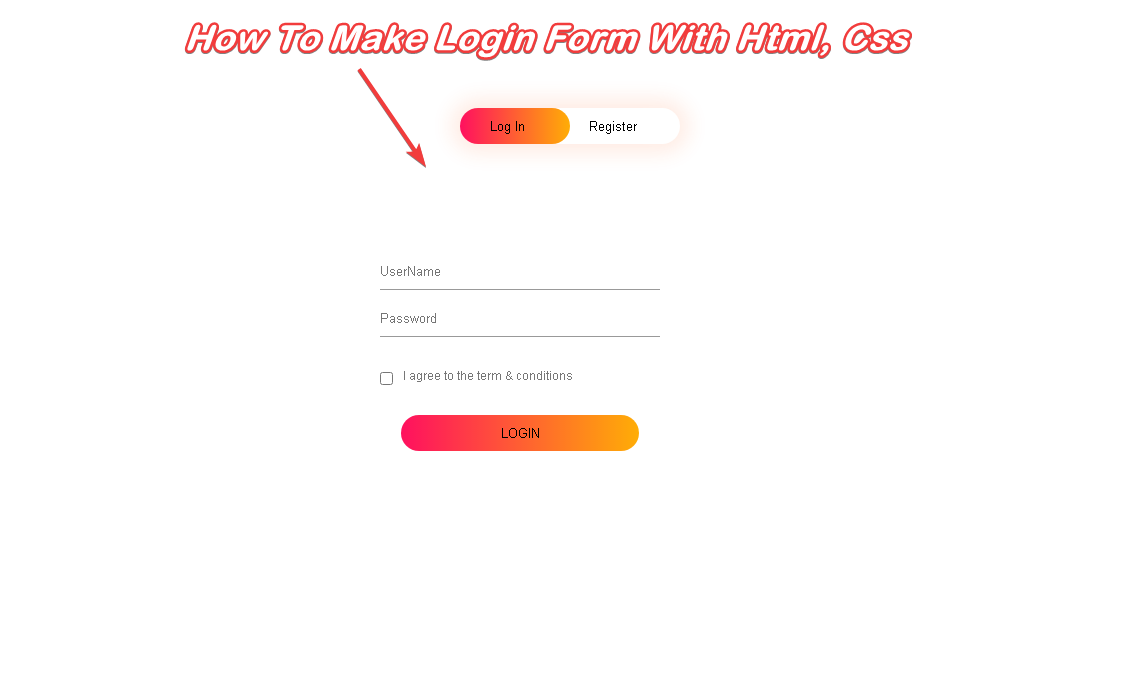 How To Make Login Form With Html, Css
Log In Register
UserName
Password
I agree to the term & conditions
LOGIN